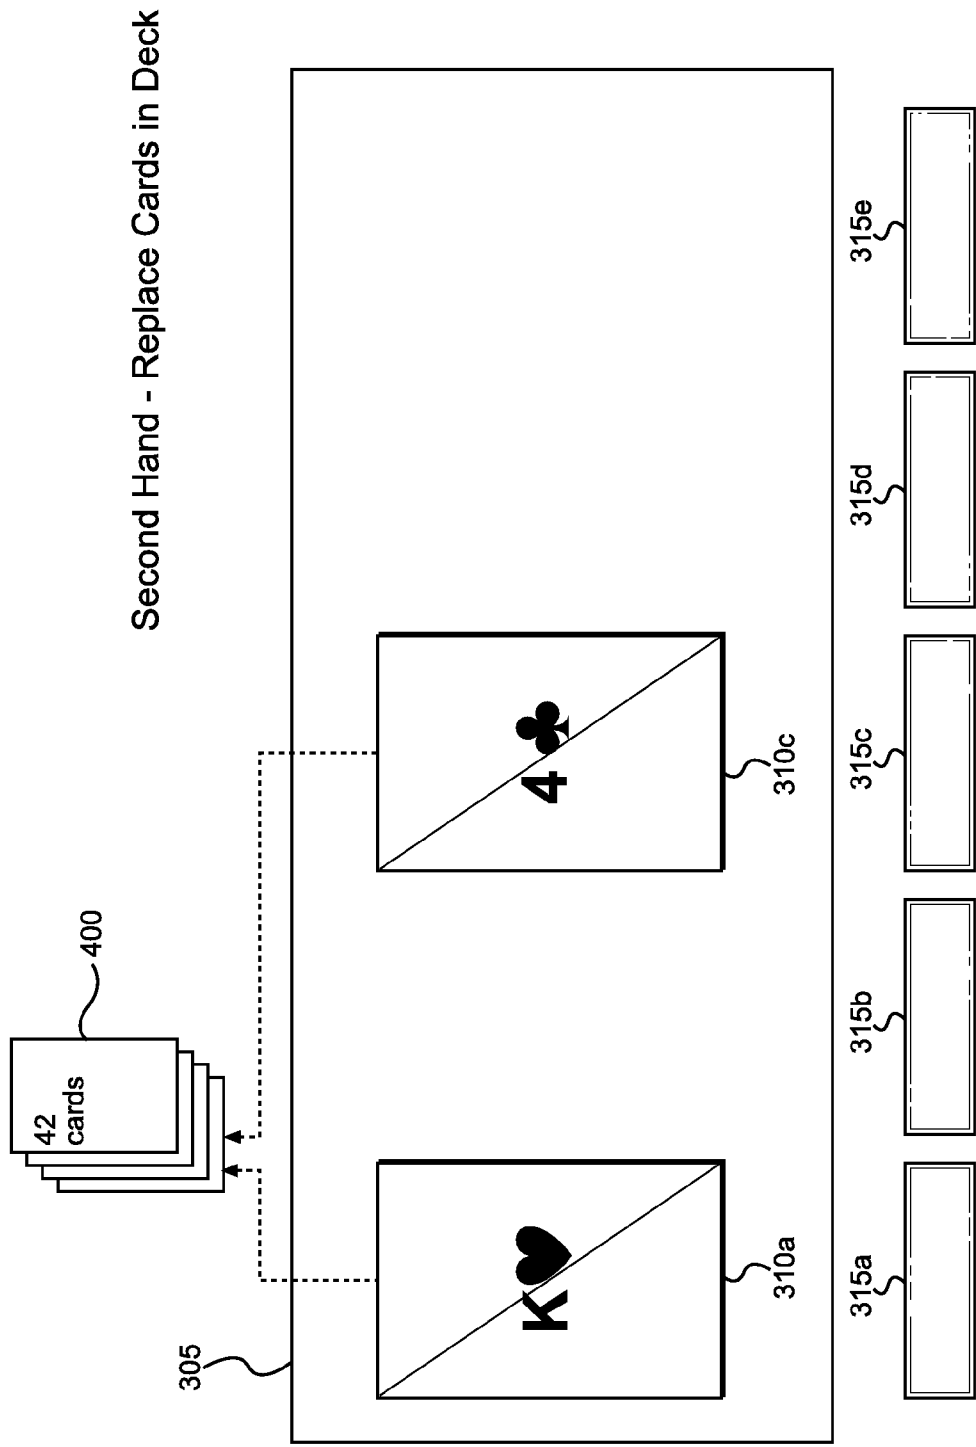 Second Hand - Replace Cards in Deck
42
cards
400
305
K
4
310a
310c
315a
315b
315c
315d
315e